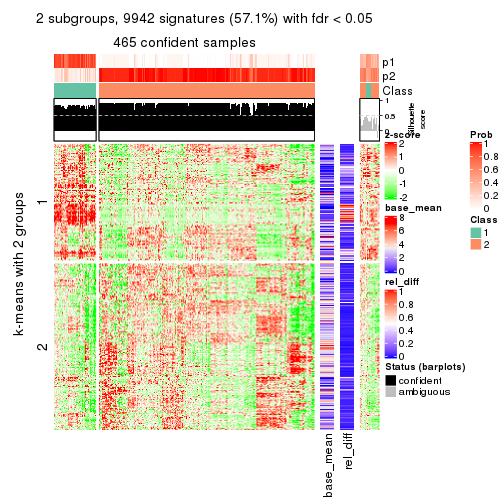 2 subgroups, 9942 signatures (57.1%) with fdr < 0.05
465 confident samples
p1
p2
Class
1
0.5
0
Silhouette
score
k-means with 2 groups
1
2
base_mean
rel_diff
z-score
2
1
0
-1
-2
base_mean
8
6
4
2
0
rel_diff
1
0.8
0.6
0.4
0.2
0
Status (barplots)
confident
ambiguous
Prob
1
0.8
0.6
0.4
0.2
0
Class
1
2